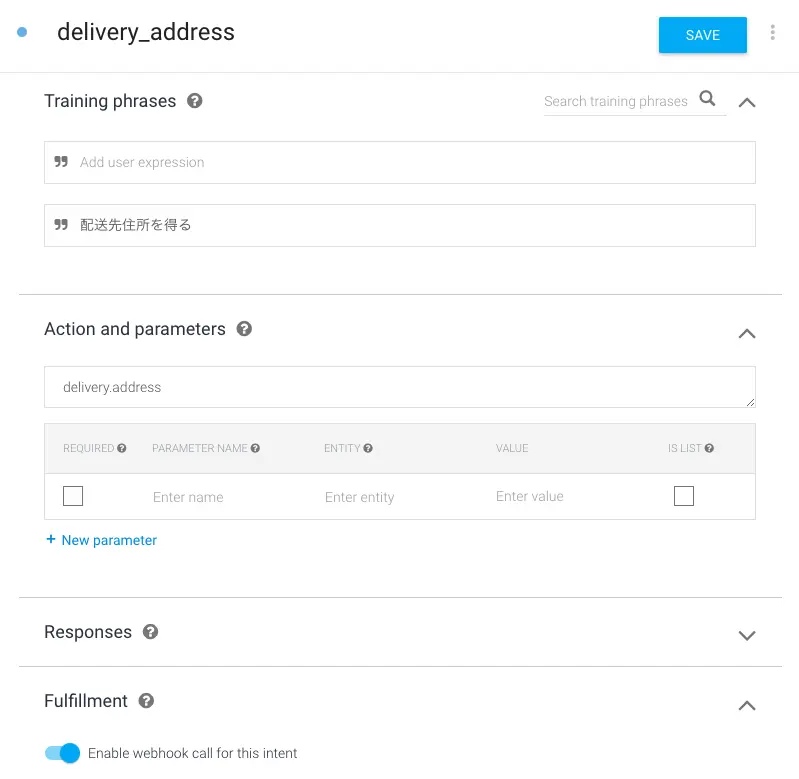 delivery_address
SAVE
Training phrases
Search training phrases
Add user expression
配送先住所を得る
Action and parameters
delivery.address
REQUIRED PARAMETER NAME ENTITY VALUE IS LIST
Enter name Enter entity Enter value
+ New parameter
Responses
Fulfillment
Enable webhook call for this intent